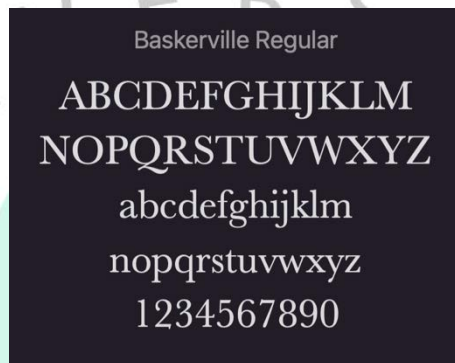 Baskerville Regular
ABCDEFGHIJKLM
NOPQRSTUVWXYZ
abcdefghijklm
nopqrstuvwxyz
1234567890